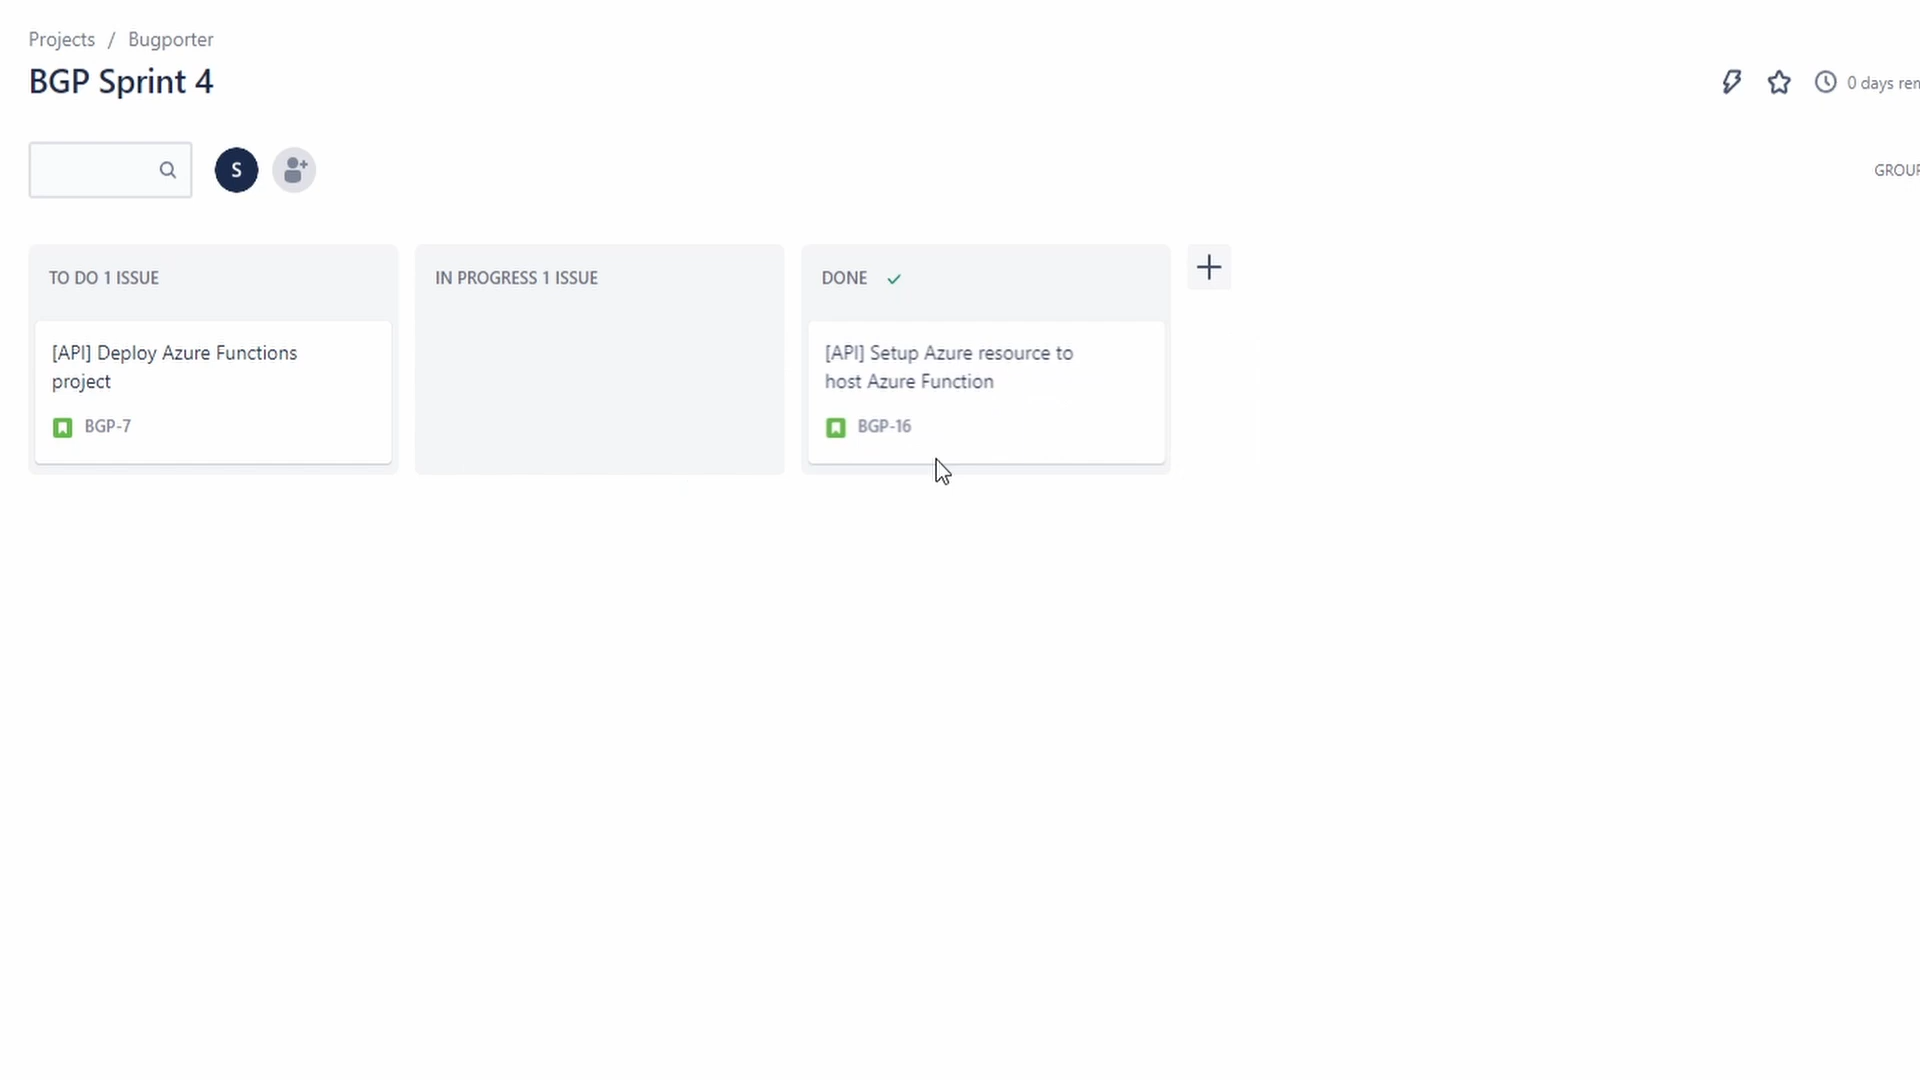 Projects / Bugporter
BGP Sprint 4
0 days
S
GROUP
TO DO 1 ISSUE
IN PROGRESS 1 ISSUE
DONE
[API] Deploy Azure Functions
project
BGP-7
[API] Setup Azure resource to
host Azure Function
BGP-16